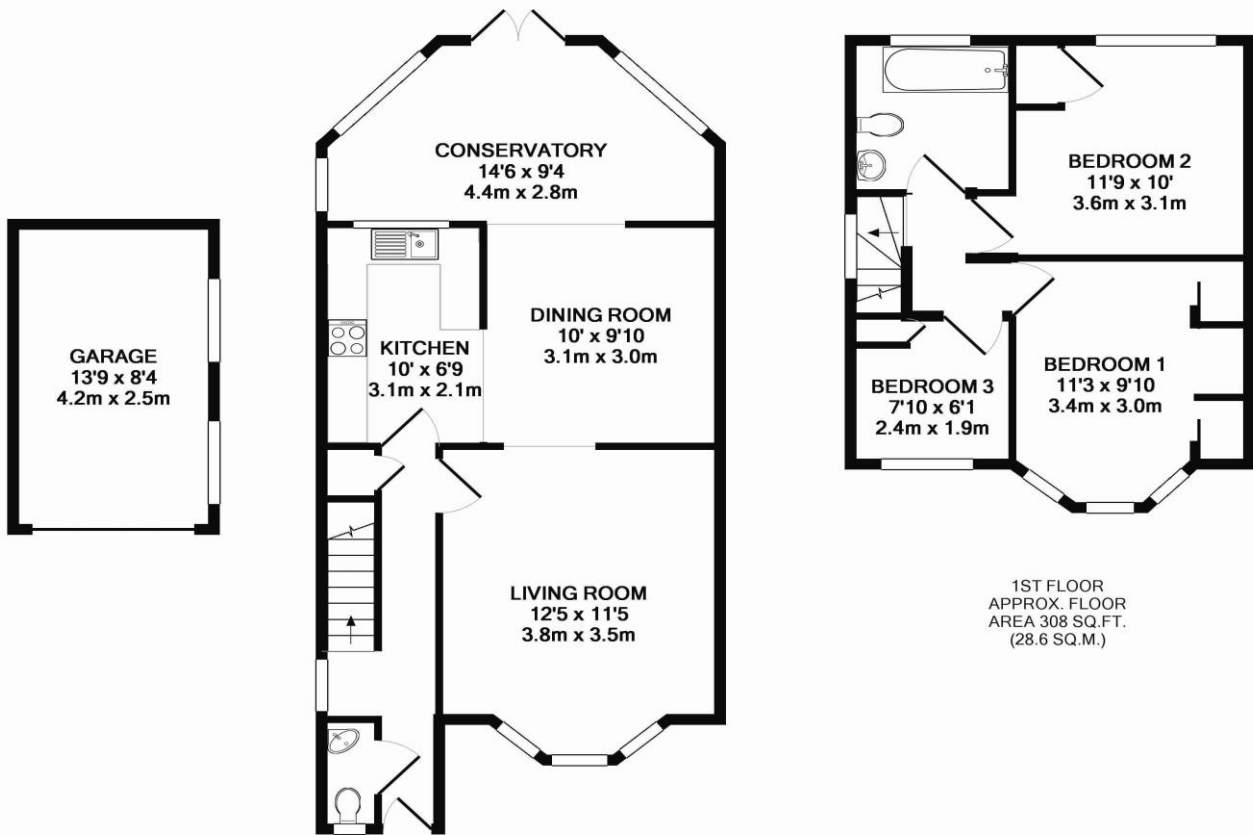 CONSERVATORY
14'6 x 9'4
4.4m x 2.8m
GARAGE
13'9 x 8'4
4.2m x 2.5m
KITCHEN
10' x 6'9
3.1m x 2.1m
DINING ROOM
10' x 9'10
3.1m x 3.0m
LIVING ROOM
12'5 x 11'5
3.8m x 3.5m
BEDROOM 2
11'9 x 10'
3.6m x 3.1m
BEDROOM 3
7'10 x 6'1
2.4m x 1.9m
BEDROOM 1
11'3 x 9'10
3.4m x 3.0m
1ST FLOOR
APPROX. FLOOR
AREA 308 SQ.FT.
(28.6 SQ.M.)